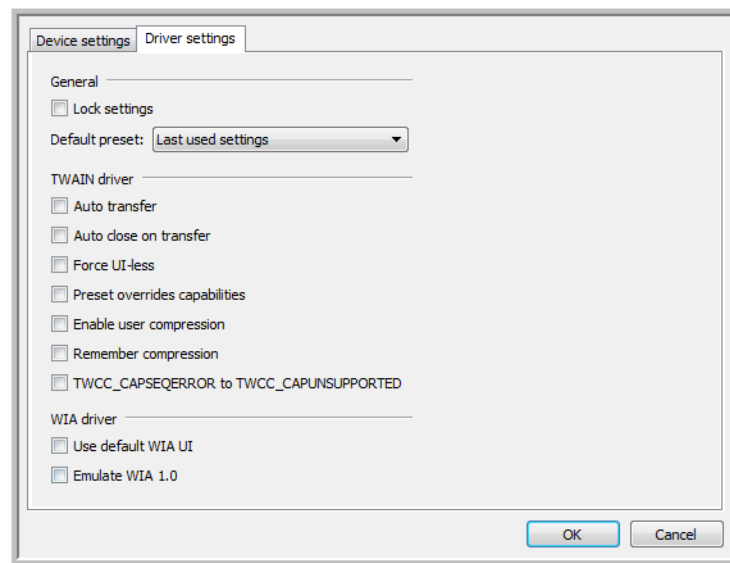 Device settings Driver settings
General
Lock settings
Default preset: Last used settings
TWAIN driver
Auto transfer
Auto close on transfer
Force UI-less
Preset overrides capabilities
Enable user compression
Remember compression
TWCC_CAPSEQERROR to TWCC_CAPUNSUPPORTED
WIA driver
Use default WIA UI
Emulate WIA 1.0
OK Cancel